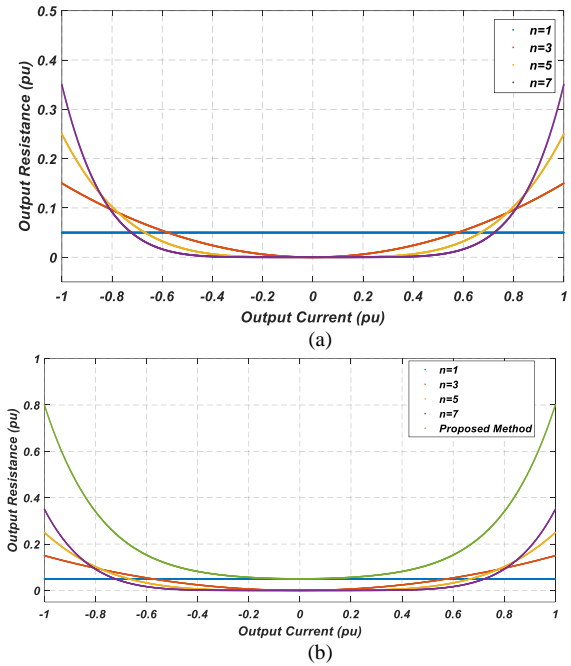 0.5
0.4
0.3
0.2
0.1
0
Output Resistance (pu)
n=1
n=3
n=5
n=7
-1 -0.8 -0.6 -0.4 -0.2 0 0.2 0.4 0.6 0.8 1
Output Current (pu)
(a)
1
0.8
0.6
0.4
0.2
0
Output Resistance (pu)
n=1
n=3
n=5
n=7
Proposed Method
-1 -0.8 -0.6 -0.4 -0.2 0 0.2 0.4 0.6 0.8 1
Output Current (pu)
(b)